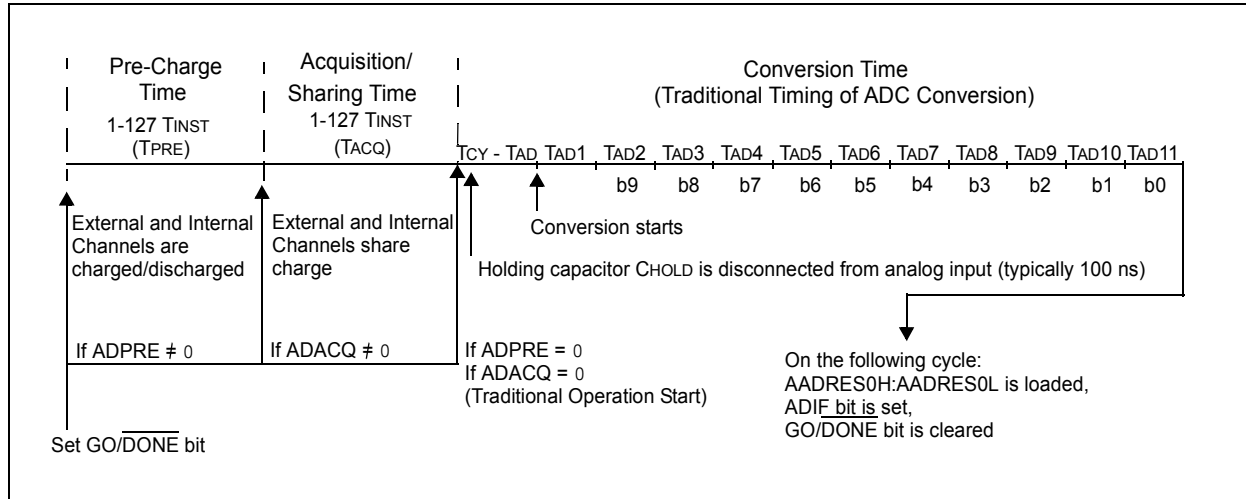 Pre-Charge
Time
1-127 TINST
(TPRE)
Acquisition/
Sharing Time
1-127 TINST
(TACQ)
Conversion Time
(Traditional Timing of ADC Conversion)
TCY - TAD TAD1 TAD2 TAD3 TAD4 TAD5 TAD6 TAD7 TAD8 TAD9 TAD10 TAD11
b9 b8 b7 b6 b5 b4 b3 b2 b1 b0
External and Internal
Channels are
charged/discharged
External and Internal
Channels share
charge
Conversion starts
Holding capacitor CHOLD is disconnected from analog input (typically 100 ns)
If ADPRE ≠ 0
If ADACQ ≠ 0
If ADPRE = 0
If ADACQ = 0
(Traditional Operation Start)
On the following cycle:
AADRES0H:AADRES0L is loaded,
ADIF bit is set,
GO/DONE bit is cleared
Set GO/DONE bit